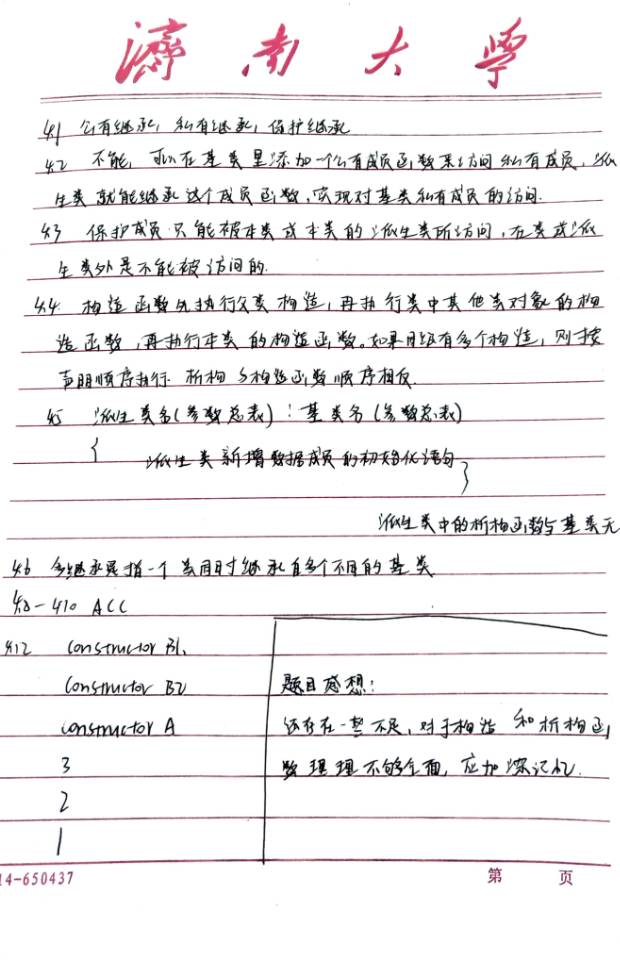 濟南大学
4.1 公有继承, 私有继承, 保护继承
4.2 不能, 可以在基类里添加一个公有成员函数来访问私有成员, 派
生类就能继承这个成员函数, 实现对基类私有成员的访问.
4.3 保护成员只能被本类或本类的派生类所访问, 在类或派
生类外是不能被访问的.
4.4. 构造函数先执行父类构造, 再执行类中其他类对象的构
造函数, 再执行本类的构造函数。如果有多个构造, 则按
声明顺序执行. 析构与构造函数顺序相反.
4.5 派生类名(参数总表): 基类名(参数总表)
{
派生类新增数据成员的初始化语句
}
派生类中的析构函数与基类无
4.6 多继承是指一个类同时继承自多个不同的基类
4.8-4.10 ACC
4.12 constructor B1.
constructor B2
constructor A
3
2
1
题目感想:
还存在一些不足, 对于构造和析构函
数理理不够全面, 应加深记忆.
14-650437
第 页